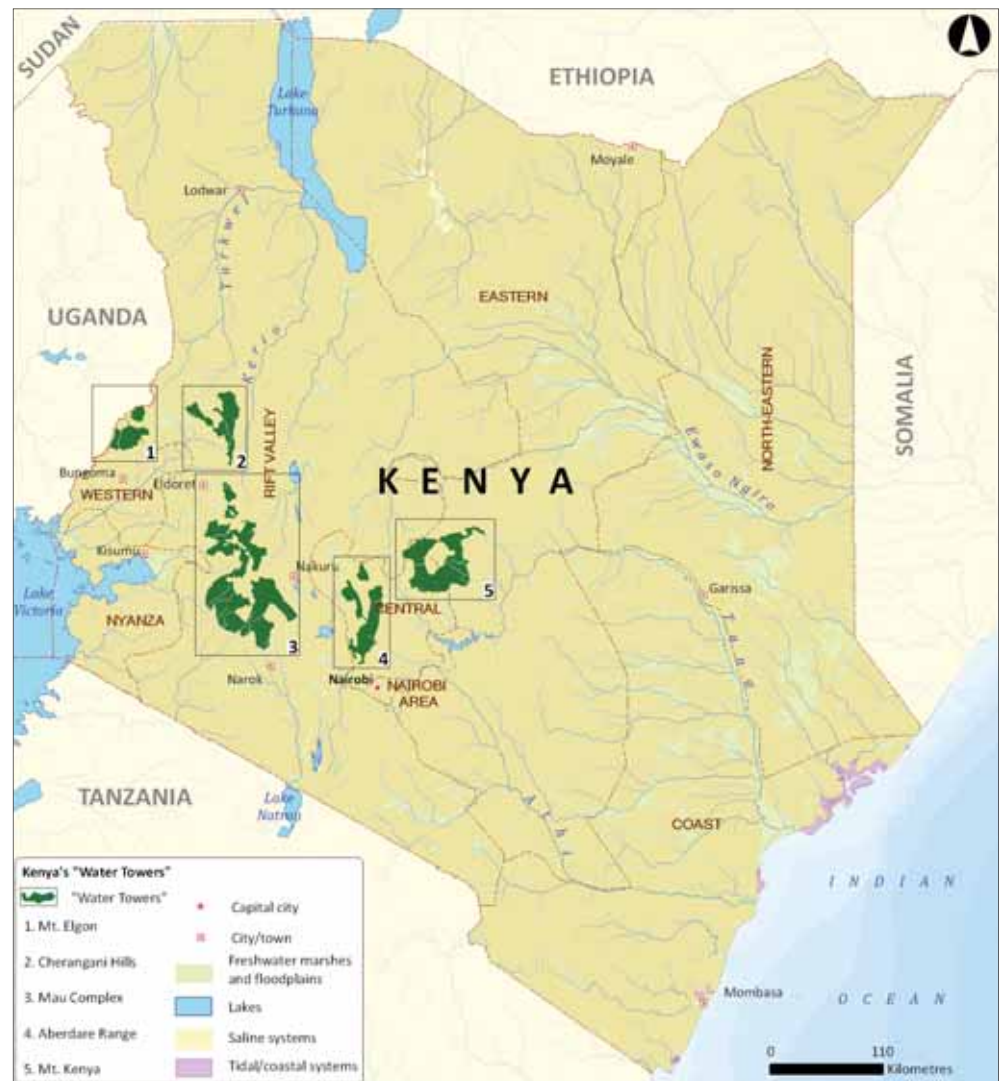 SUDAN
ETHIOPIA
Lake
Turkana
Moyale
Lodwar
Turkwel
EASTERN
UGANDA
Kerio
SOMALIA
NORTH-EASTERN
RIFT VALLEY
1
2
Bungoma
WESTERN
Eldoret
KENYA
Ewaso Ngiro
Kisumu
Nakuru
5
Garissa
Lake
Victoria
CENTRAL
NYANZA
Tana
3
4
Narok
Nairobi
NAIROBI
AREA
TANZANIA
Lake
Natron
Athi
COAST
INDIAN
OCEAN
Mombasa
Kenya's "Water Towers"
"Water Towers"
1. Mt. Elgon
2. Cherangani Hills
3. Mau Complex
4. Aberdare Range
5. Mt. Kenya
Capital city
City/town
Freshwater marshes
and floodplains
Lakes
Saline systems
Tidal/coastal systems
0 110
Kilometres